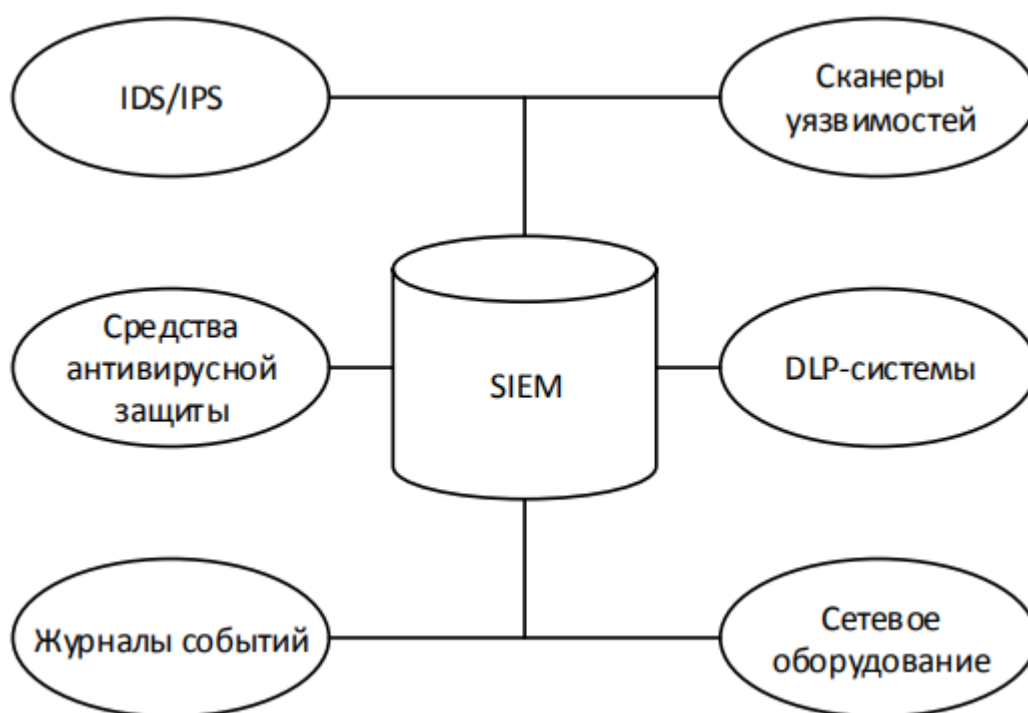 IDS/IPS
Сканеры
уязвимостей
Средства
антивирусной
защиты
SIEM
DLP-системы
Журналы событий
Сетевое
оборудование